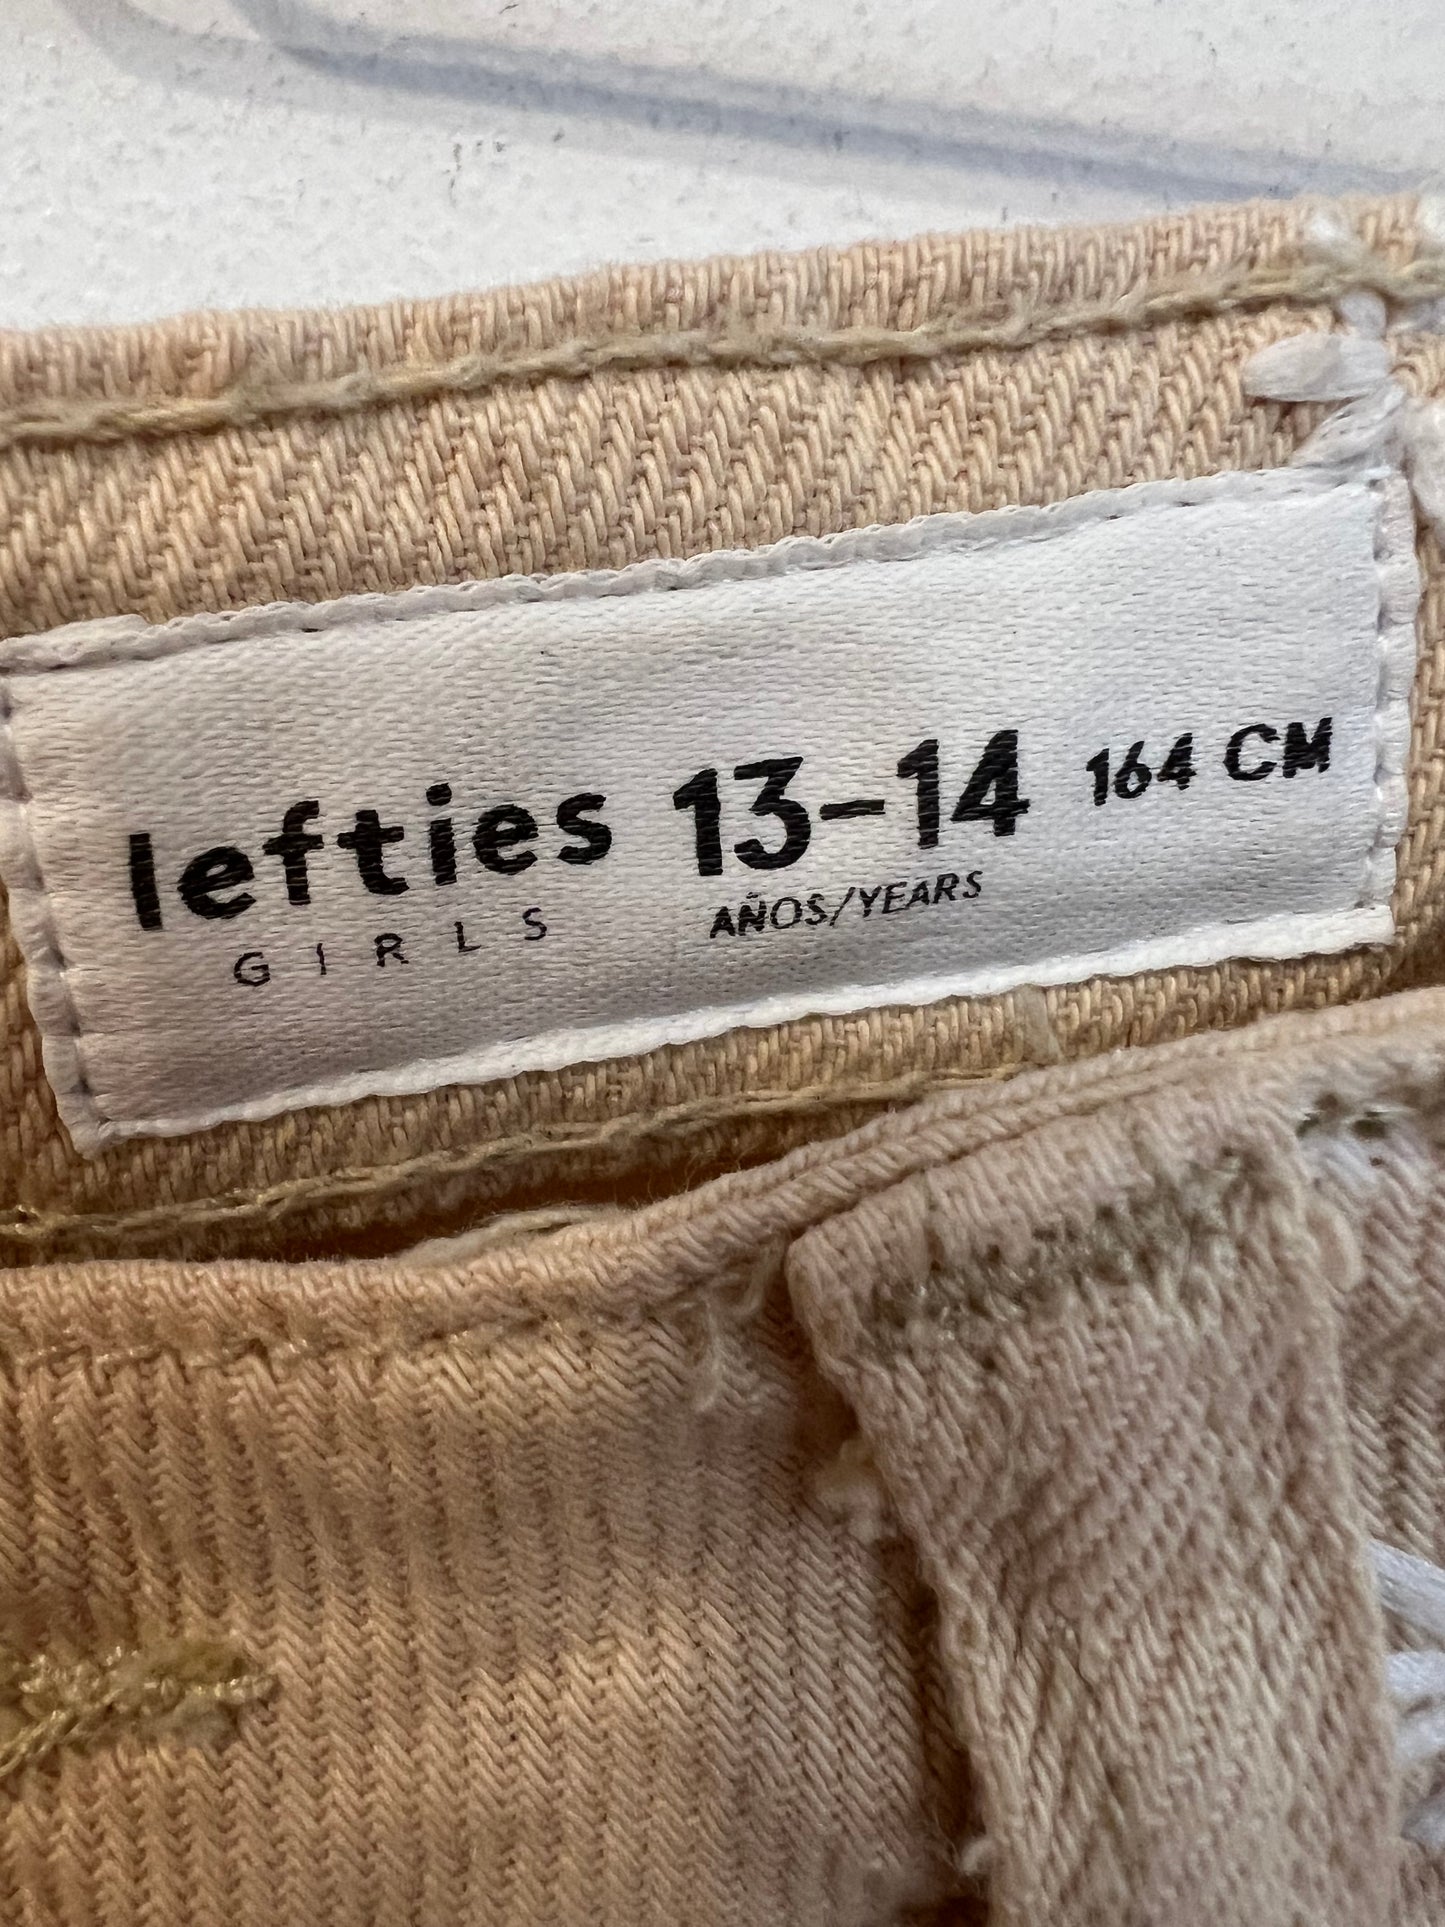 lefties 13-14 164 CM
GIRLS AÑOS/YEARS